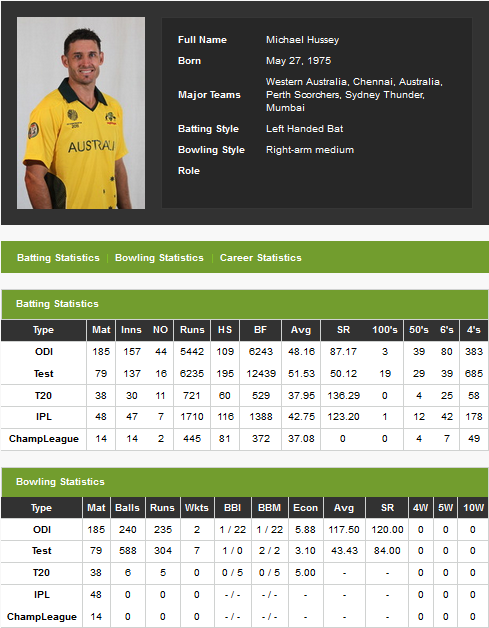 Full Name Michael Hussey
Born May 27, 1975
Major Teams Western Australia, Chennai, Australia,
Perth Scorchers, Sydney Thunder,
Mumbai
Batting Style Left Handed Bat
Bowling Style Right-arm medium
Role
AUSTRALIA
Batting Statistics | Bowling Statistics | Career Statistics
Batting Statistics
Type Mat Inns NO Runs HS BF Avg SR 100's 50's 6's 4's
ODI 185 157 44 5442 109 6243 48.16 87.17 3 39 80 383
Test 79 137 16 6235 195 12439 51.53 50.12 19 29 39 685
T20 38 30 11 721 60 529 37.95 136.29 0 4 25 58
IPL 48 47 7 1710 116 1388 42.75 123.20 1 12 42 178
ChampLeague 14 14 2 445 81 372 37.08 0 0 4 7 49
Bowling Statistics
Type Mat Balls Runs Wkts BBI BBM Econ Avg SR 4W 5W 10W
ODI 185 240 235 2 1 / 22 1 / 22 5.88 117.50 120.00 0 0 0
Test 79 588 304 7 1 / 0 2 / 2 3.10 43.43 84.00 0 0 0
T20 38 6 5 0 0 / 5 0 / 5 5.00 - - 0 0 0
IPL 48 0 0 0 - / - - / - - - 0 0 0
ChampLeague 14 0 0 0 - / - - / - - - 0 0 0